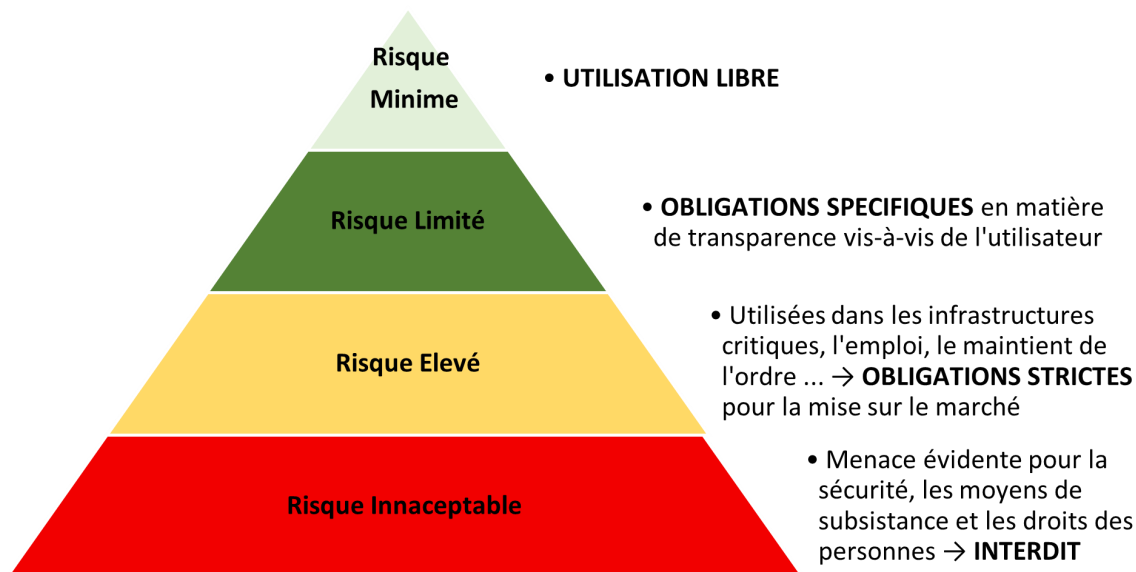 Risque
Minime
• UTILISATION LIBRE
Risque Limité
• OBLIGATIONS SPECIFIQUES en matière
de transparence vis-à-vis de l'utilisateur
Risque Elevé
• Utilisées dans les infrastructures
critiques, l'emploi, le maintient de
l'ordre ... → OBLIGATIONS STRICTES
pour la mise sur le marché
Risque Innaceptable
• Menace évidente pour la
sécurité, les moyens de
subsistance et les droits des
personnes → INTERDIT